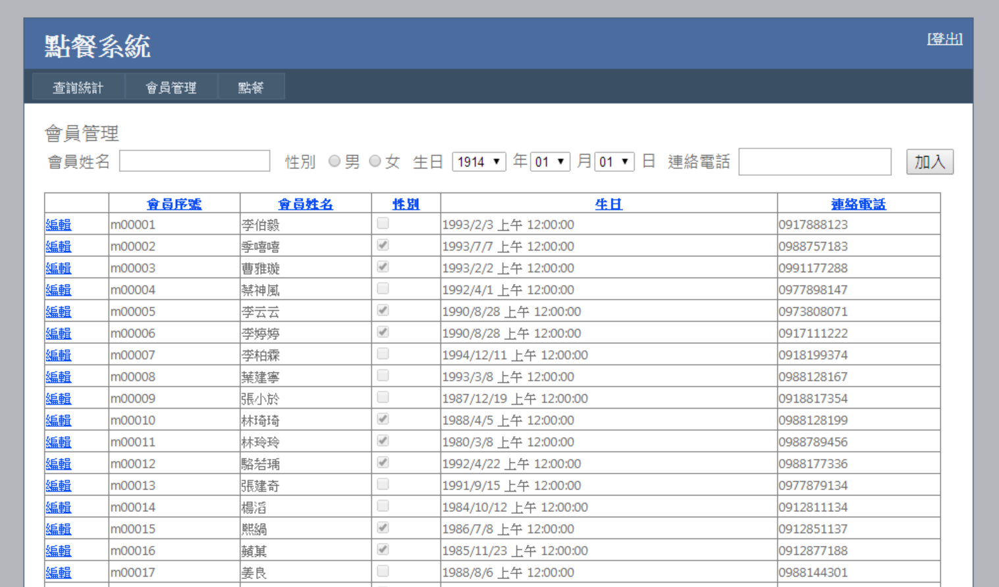 點餐系統
[登出]
查詢統計 會員管理 點餐
會員管理
會員姓名 性別 男 女 生日 1914 年 01 月 01 日 連絡電話 加入
會員序號 會員姓名 性別 生日 連絡電話
編輯 m00001 李伯毅 1993/2/3 上午 12:00:00 0917888123
編輯 m00002 季嘻嘻 1993/7/7 上午 12:00:00 0988757183
編輯 m00003 曹雅璇 1993/2/2 上午 12:00:00 0991177288
編輯 m00004 蔡神風 1992/4/1 上午 12:00:00 0977898147
編輯 m00005 李云云 1990/8/28 上午 12:00:00 0973808071
編輯 m00006 李婷婷 1990/8/28 上午 12:00:00 0917111222
編輯 m00007 李柏霖 1994/12/11 上午 12:00:00 0918199374
編輯 m00008 葉建寧 1993/3/8 上午 12:00:00 0988128167
編輯 m00009 張小於 1987/12/19 上午 12:00:00 0918817354
編輯 m00010 林琦琦 1988/4/5 上午 12:00:00 0988128199
編輯 m00011 林玲玲 1980/3/8 上午 12:00:00 0988789456
編輯 m00012 駱若瑀 1992/4/22 上午 12:00:00 0988177336
編輯 m00013 張建奇 1991/9/15 上午 12:00:00 0977879134
編輯 m00014 楊滔 1984/10/12 上午 12:00:00 0912811134
編輯 m00015 1986/7/8 上午 12:00:00 0912851137
編輯 m00016 1985/11/23 上午 12:00:00 0912877188
編輯 m00017 姜良 1988/8/6 上午 12:00:00 0988144301